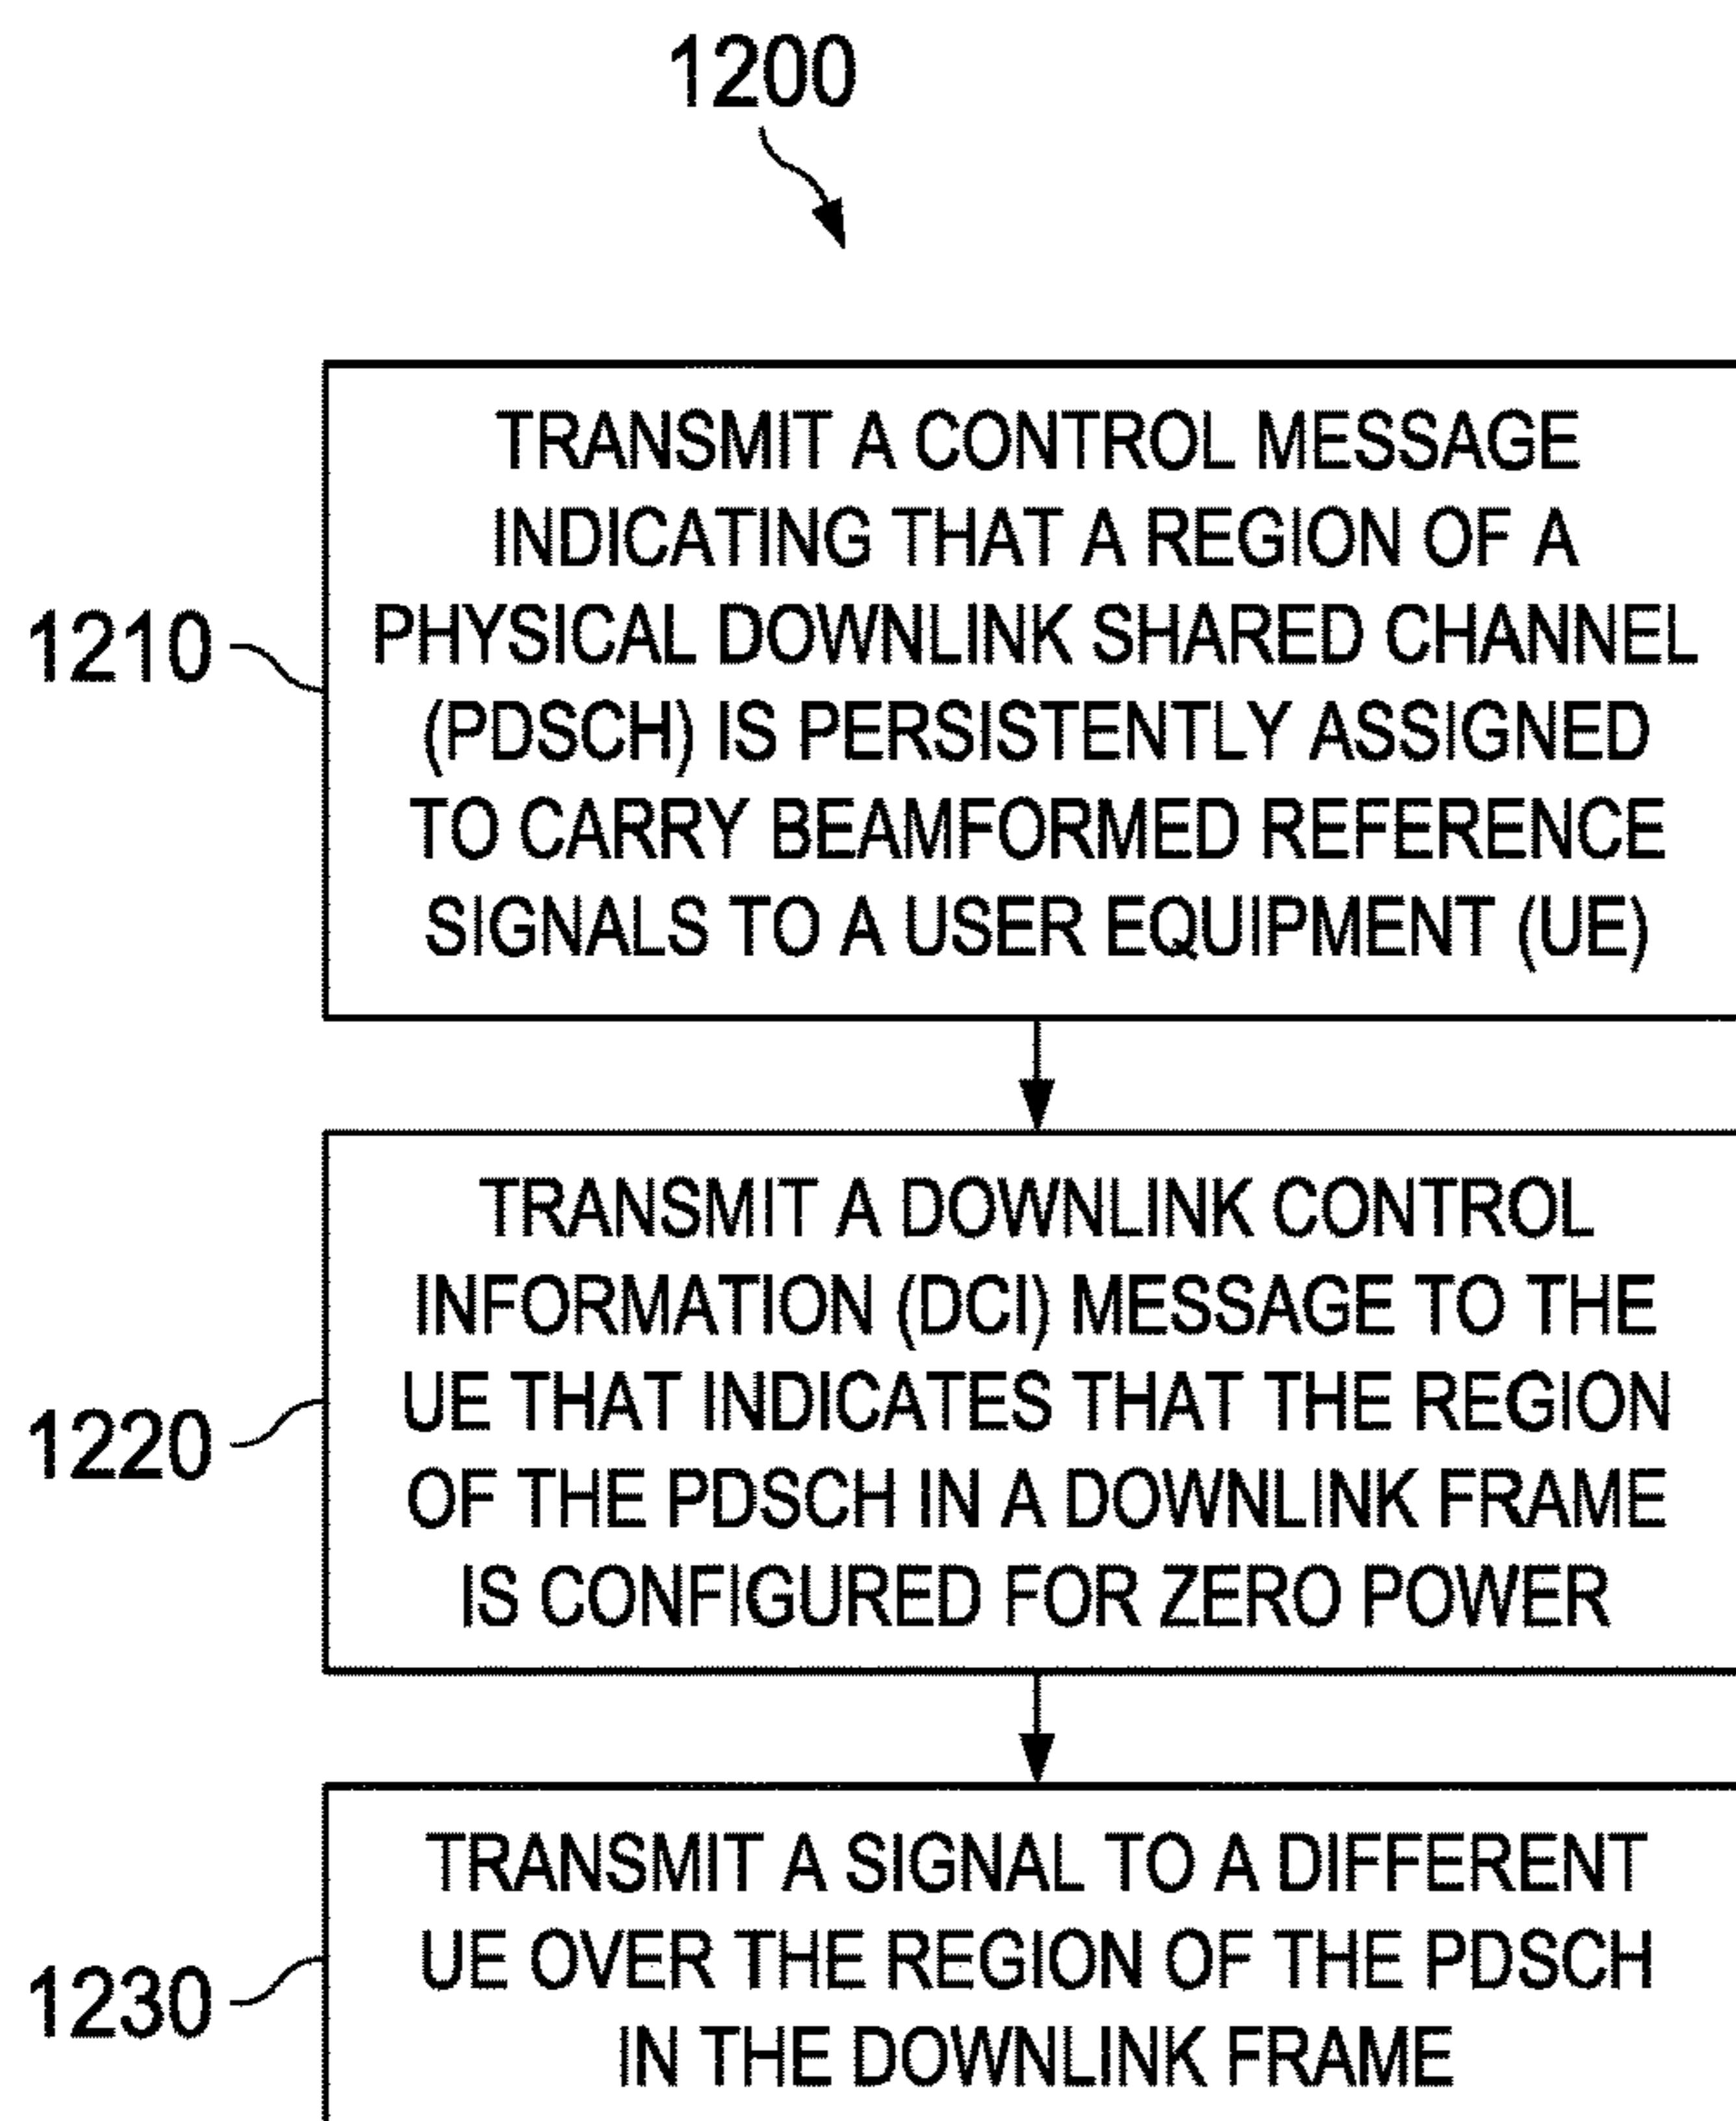 1200
TRANSMIT A CONTROL MESSAGE
INDICATING THAT A REGION OF A
PHYSICAL DOWNLINK SHARED CHANNEL
(PDSCH) IS PERSISTENTLY ASSIGNED
TO CARRY BEAMFORMED REFERENCE
SIGNALS TO A USER EQUIPMENT (UE)
1210
TRANSMIT A DOWNLINK CONTROL
INFORMATION (DCI) MESSAGE TO THE
UE THAT INDICATES THAT THE REGION
OF THE PDSCH IN A DOWNLINK FRAME
IS CONFIGURED FOR ZERO POWER
1220
TRANSMIT A SIGNAL TO A DIFFERENT
UE OVER THE REGION OF THE PDSCH
IN THE DOWNLINK FRAME
1230